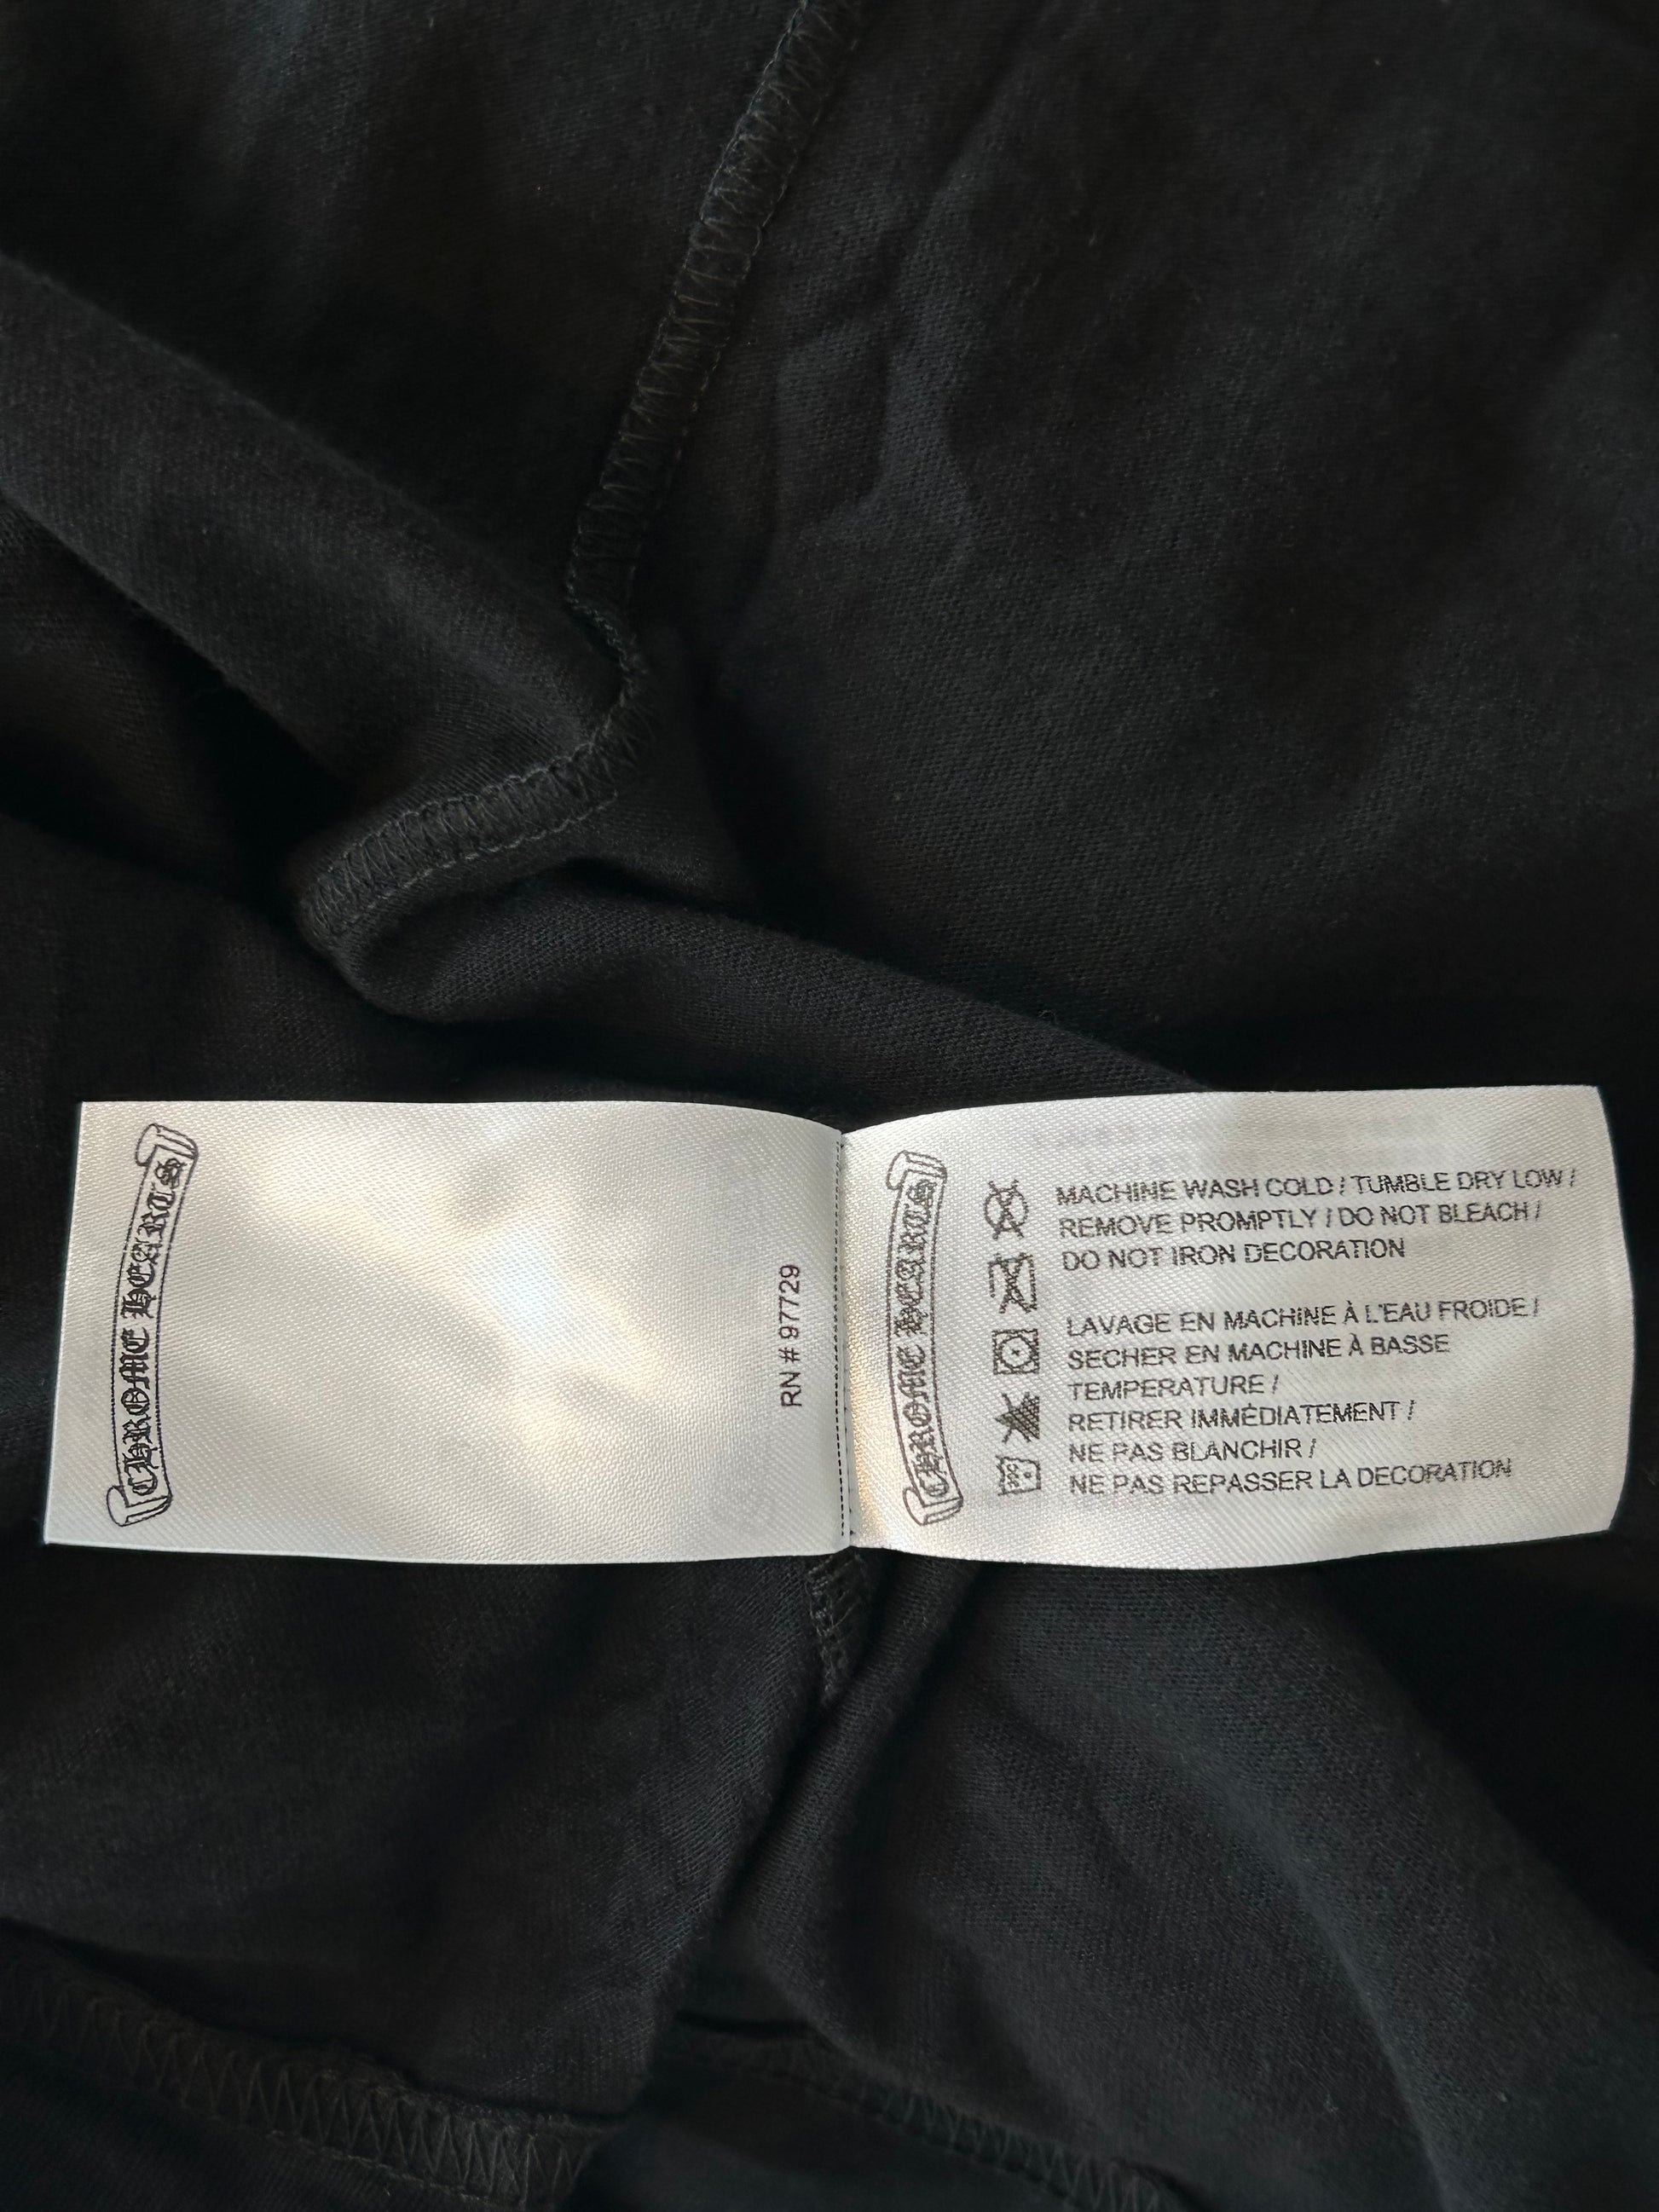 CHROME HEARTS
RN # 97729
CHROME HEARTS
MACHINE WASH COLD / TUMBLE DRY LOW /
REMOVE PROMPTLY / DO NOT BLEACH /
DO NOT IRON DECORATION
LAVAGE EN MACHINE À L'EAU FROIDE /
SECHER EN MACHINE À BASSE
TEMPERATURE /
RETIRER IMMÉDIATEMENT /
NE PAS BLANCHIR /
NE PAS REPASSER LA DECORATION